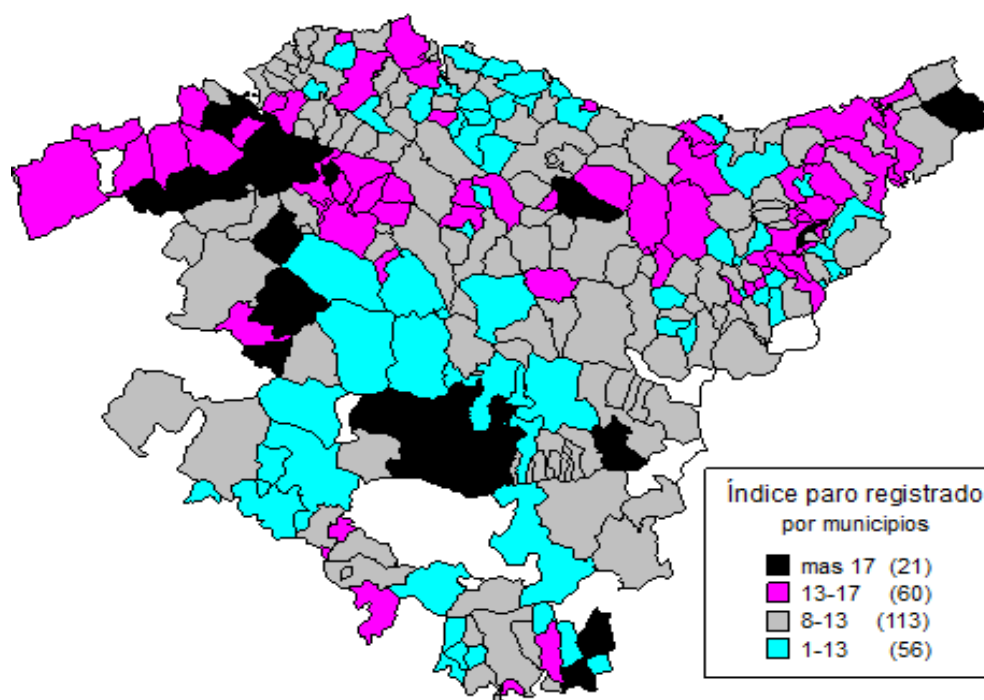 Índice paro registrado
por municipios
mas 17 (21)
13-17 (60)
8-13 (113)
1-13 (56)